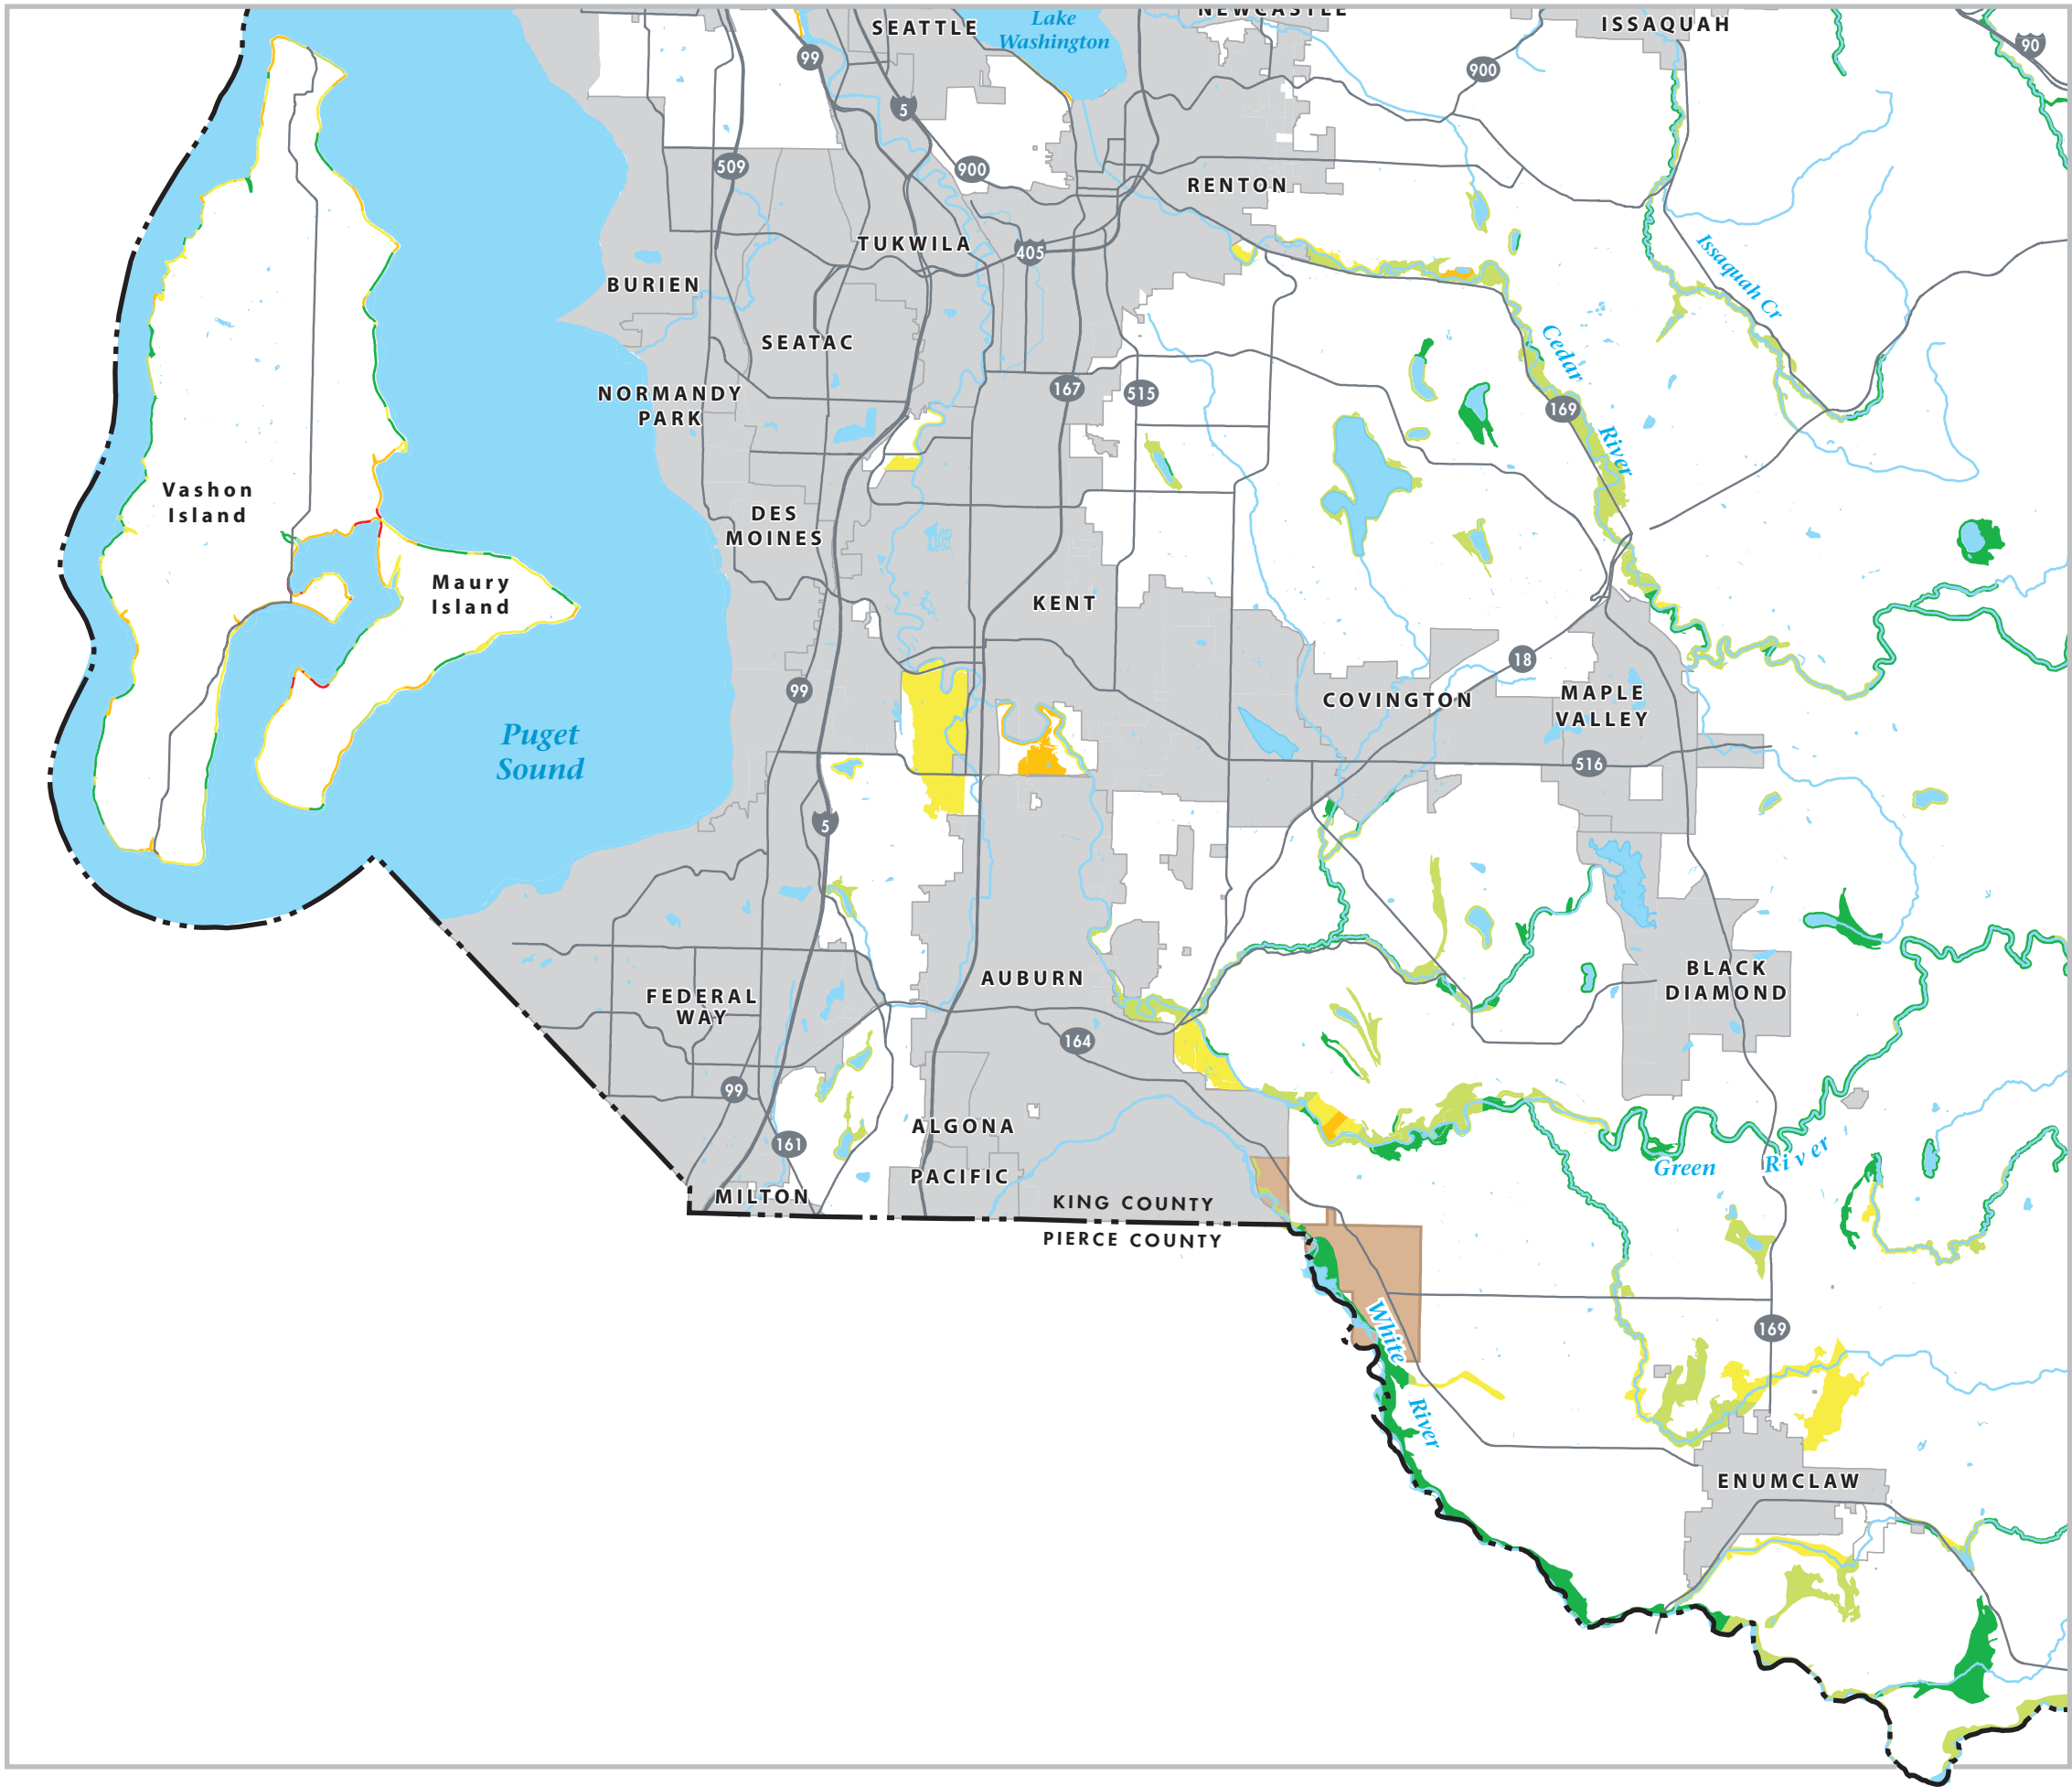 SEATTLE
Lake
Washington
NEWCASTLE
ISSAQUAH
90
99
900
5
509
900
RENTON
TUKWILA
405
BURIEN
Issaquah Cr
SEATAC
Cedar
NORMANDY
PARK
167
515
169
River
Vashon
Island
DES
MOINES
Maury
Island
KENT
18
99
COVINGTON
MAPLE
VALLEY
Puget
Sound
516
5
AUBURN
BLACK
DIAMOND
FEDERAL
WAY
164
99
ALGONA
161
Green
River
PACIFIC
MILTON
KING COUNTY
PIERCE COUNTY
White
169
River
ENUMCLAW